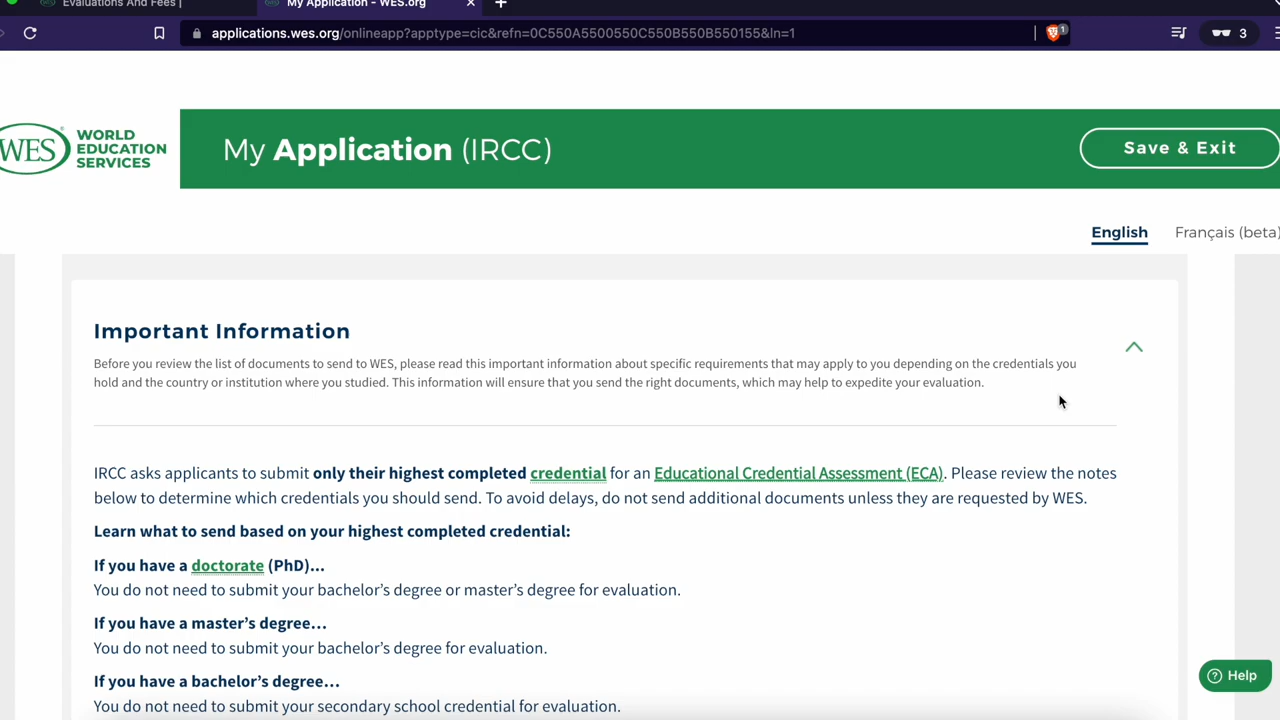 Evaluations And Fees |
My Application - WES.org
applications.wes.org/onlineapp?apptype=cic&refn=0C550A5500550C550B550B550155&ln=1
1
3
WES
WORLD
EDUCATION
SERVICES
My Application (IRCC)
Save & Exit
English
Français (beta)
Important Information
Before you review the list of documents to send to WES, please read this important information about specific requirements that may apply to you depending on the credentials you
hold and the country or institution where you studied. This information will ensure that you send the right documents, which may help to expedite your evaluation.
IRCC asks applicants to submit only their highest completed credential for an Educational Credential Assessment (ECA). Please review the notes
below to determine which credentials you should send. To avoid delays, do not send additional documents unless they are requested by WES.
Learn what to send based on your highest completed credential:
If you have a doctorate (PhD)...
You do not need to submit your bachelor's degree or master's degree for evaluation.
If you have a master's degree...
You do not need to submit your bachelor's degree for evaluation.
If you have a bachelor's degree...
You do not need to submit your secondary school credential for evaluation.
Help